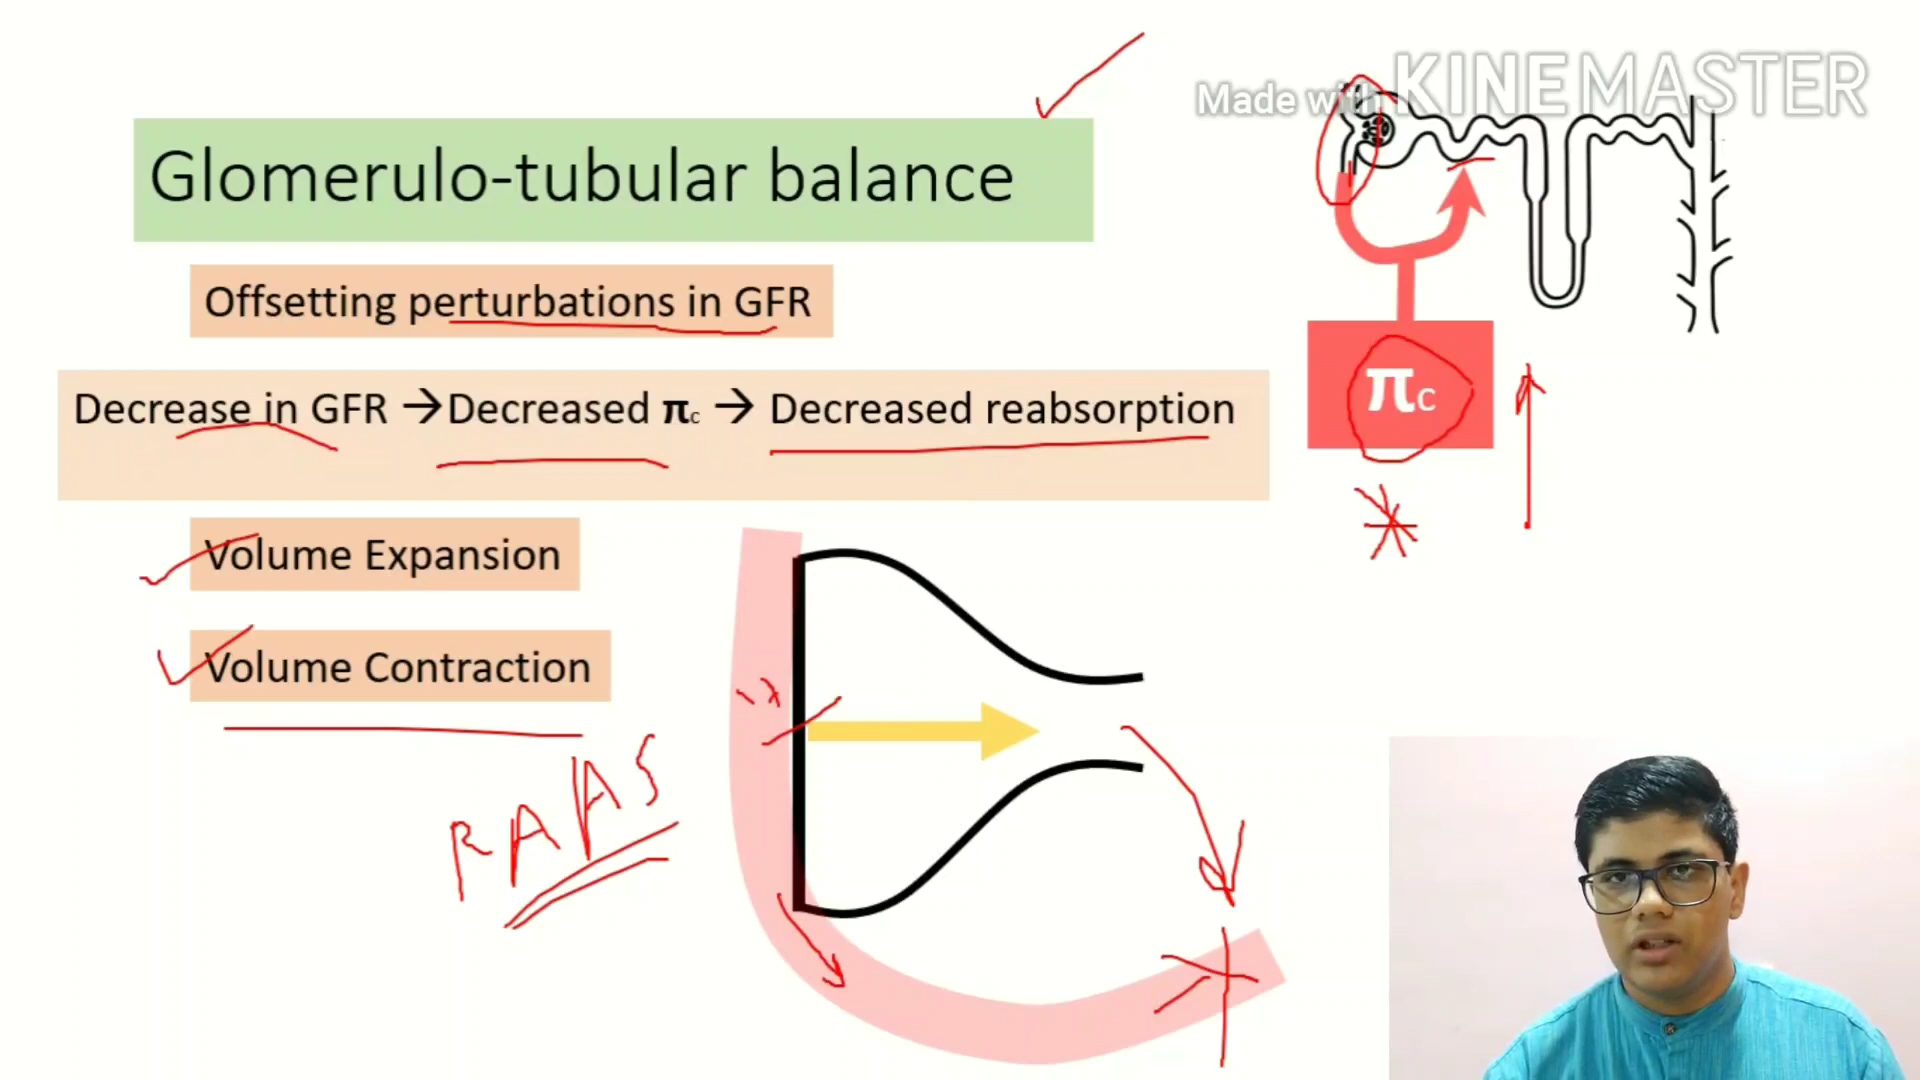 Made with KINEMASTER
Glomerulo-tubular balance
Offsetting perturbations in GFR
Decrease in GFR →Decreased πc → Decreased reabsorption
πc
Volume Expansion
Volume Contraction
RAAS